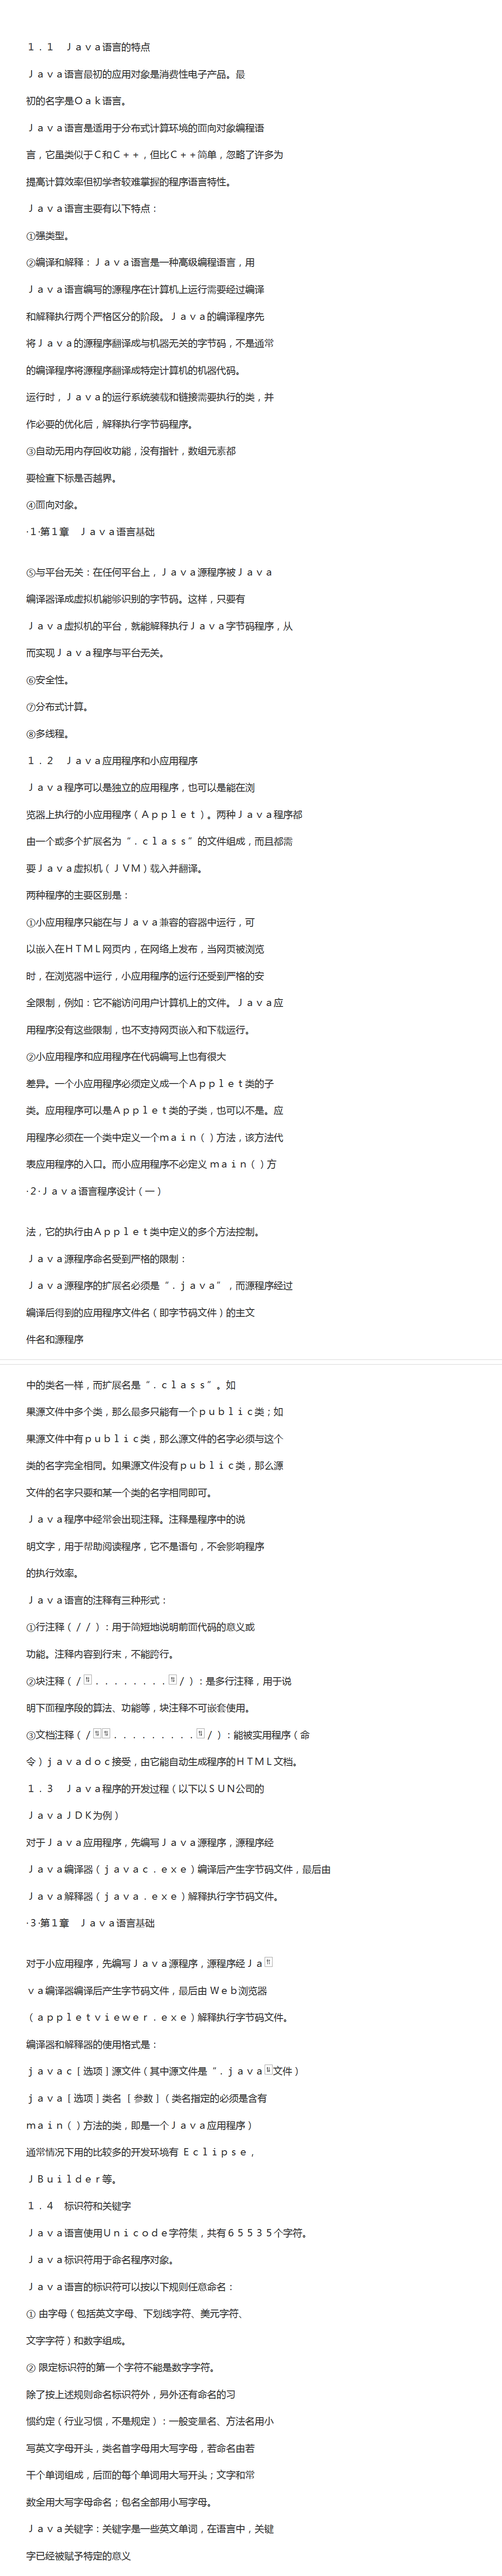 １．１　Ｊａｖａ语言的特点
Ｊａｖａ语言最初的应用对象是消费性电子产品。最
初的名字是Ｏａｋ语言。
Ｊａｖａ语言是适用于分布式计算环境的面向对象编程语
言，它虽类似于Ｃ和Ｃ＋＋，但比Ｃ＋＋简单，忽略了许多为
提高计算效率但初学者较难掌握的程序语言特性。
Ｊａｖａ语言主要有以下特点：
①强类型。
②编译和解释：Ｊａｖａ语言是一种高级编程语言，用
Ｊａｖａ语言编写的源程序在计算机上运行需要经过编译
和解释执行两个严格区分的阶段。Ｊａｖａ的编译程序先
将Ｊａｖａ的源程序翻译成与机器无关的字节码，不是通常
的编译程序将源程序翻译成特定计算机的机器代码。
运行时，Ｊａｖａ的运行系统装载和链接需要执行的类，并
作必要的优化后，解释执行字节码程序。
③自动无用内存回收功能，没有指针，数组元素都
要检查下标是否越界。
④面向对象。
·１·第１章　Ｊａｖａ语言基础
⑤与平台无关：在任何平台上，Ｊａｖａ源程序被Ｊａｖａ
编译器译成虚拟机能够识别的字节码。这样，只要有
Ｊａｖａ虚拟机的平台，就能解释执行Ｊａｖａ字节码程序，从
而实现Ｊａｖａ程序与平台无关。
⑥安全性。
⑦分布式计算。
⑧多线程。
１．２　Ｊａｖａ应用程序和小应用程序
Ｊａｖａ程序可以是独立的应用程序，也可以是能在浏
览器上执行的小应用程序（Ａｐｐｌｅｔ）。两种Ｊａｖａ程序都
由一个或多个扩展名为“．ｃｌａｓｓ”的文件组成，而且都需
要Ｊａｖａ虚拟机（ＪＶＭ）载入并翻译。
两种程序的主要区别是：
①小应用程序只能在与Ｊａｖａ兼容的容器中运行，可
以嵌入在ＨＴＭＬ网页内，在网络上发布，当网页被浏览
时，在浏览器中运行，小应用程序的运行还受到严格的安
全限制，例如：它不能访问用户计算机上的文件。Ｊａｖａ应
用程序没有这些限制，也不支持网页嵌入和下载运行。
②小应用程序和应用程序在代码编写上也有很大
差异。一个小应用程序必须定义成一个Ａｐｐｌｅｔ类的子
类。应用程序可以是Ａｐｐｌｅｔ类的子类，也可以不是。应
用程序必须在一个类中定义一个ｍａｉｎ（）方法，该方法代
表应用程序的入口。而小应用程序不必定义 ｍａｉｎ（）方
·２·Ｊａｖａ语言程序设计（一）
法，它的执行由Ａｐｐｌｅｔ类中定义的多个方法控制。
Ｊａｖａ源程序命名受到严格的限制：
Ｊａｖａ源程序的扩展名必须是“．ｊａｖａ”，而源程序经过
编译后得到的应用程序文件名（即字节码文件）的主文
件名和源程序
中的类名一样，而扩展名是“．ｃｌａｓｓ”。如
果源文件中多个类，那么最多只能有一个ｐｕｂｌｉｃ类；如
果源文件中有ｐｕｂｌｉｃ类，那么源文件的名字必须与这个
类的名字完全相同。如果源文件没有ｐｕｂｌｉｃ类，那么源
文件的名字只要和某一个类的名字相同即可。
Ｊａｖａ程序中经常会出现注释。注释是程序中的说
明文字，用于帮助阅读程序，它不是语句，不会影响程序
的执行效率。
Ｊａｖａ语言的注释有三种形式：
①行注释（／／）：用于简短地说明前面代码的意义或
功能。注释内容到行末，不能跨行。
②块注释（／．．．．．．．．／）：是多行注释，用于说
明下面程序段的算法、功能等，块注释不可嵌套使用。
③文档注释（／．．．．．．．．．／）：能被实用程序（命
令）ｊａｖａｄｏｃ接受，由它能自动生成程序的ＨＴＭＬ文档。
１．３　Ｊａｖａ程序的开发过程（以下以ＳＵＮ公司的
ＪａｖａＪＤＫ为例）
对于Ｊａｖａ应用程序，先编写Ｊａｖａ源程序，源程序经
Ｊａｖａ编译器（ｊａｖａｃ．ｅｘｅ）编译后产生字节码文件，最后由
Ｊａｖａ解释器（ｊａｖａ．ｅｘｅ）解释执行字节码文件。
·３·第１章　Ｊａｖａ语言基础
对于小应用程序，先编写Ｊａｖａ源程序，源程序经Ｊａ
ｖａ编译器编译后产生字节码文件，最后由 Ｗｅｂ浏览器
（ａｐｐｌｅｔｖｉｅｗｅｒ．ｅｘｅ）解释执行字节码文件。
编译器和解释器的使用格式是：
ｊａｖａｃ［选项］源文件（其中源文件是“．ｊａｖａ文件）
ｊａｖａ［选项］类名 ［参数］（类名指定的必须是含有
ｍａｉｎ（）方法的类，即是一个Ｊａｖａ应用程序）
通常情况下用的比较多的开发环境有 Ｅｃｌｉｐｓｅ，
ＪＢｕｉｌｄｅｒ等。
１．４　标识符和关键字
Ｊａｖａ语言使用Ｕｎｉｃｏｄｅ字符集，共有６５５３５个字符。
Ｊａｖａ标识符用于命名程序对象。
Ｊａｖａ语言的标识符可以按以下规则任意命名：
① 由字母（包括英文字母、下划线字符、美元字符、
文字字符）和数字组成。
② 限定标识符的第一个字符不能是数字字符。
除了按上述规则命名标识符外，另外还有命名的习
惯约定（行业习惯，不是规定）：一般变量名、方法名用小
写英文字母开头，类名首字母用大写字母，若命名由若
干个单词组成，后面的每个单词用大写开头；文字和常
数全用大写字母命名；包名全部用小写字母。
Ｊａｖａ关键字：关键字是一些英文单词，在语言中，关键
字已经被赋予特定的意义